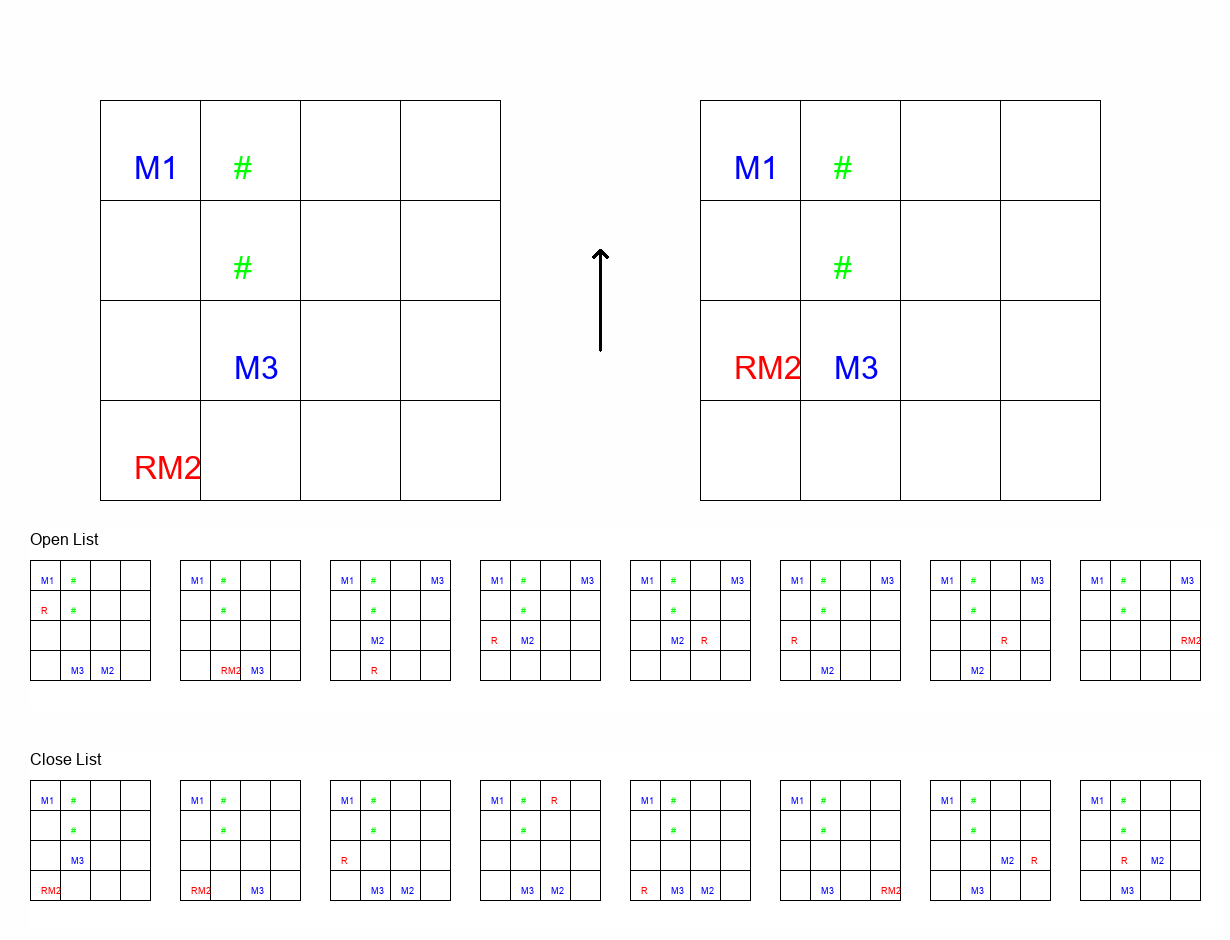 M1 # M1 #
# #
M3 RM2 M3
RM2
Open List
M1 # M1 # M1 # M3 M1 # M3 M1 # M3 M1 # M3 M1 # M3 M1 # M3
R # # # # # # # #
M2 R M2 M2 R R R RM2
M3 M2 RM2 M3 R M2 M2
Close List
M1 # M1 # M1 # M1 # R M1 # M1 # M1 # M1 #
# # # # # # # #
M3 R M2 R R M2
RM2 RM2 M3 M3 M2 M3 M2 R M3 M2 M3 RM2 M3 M3